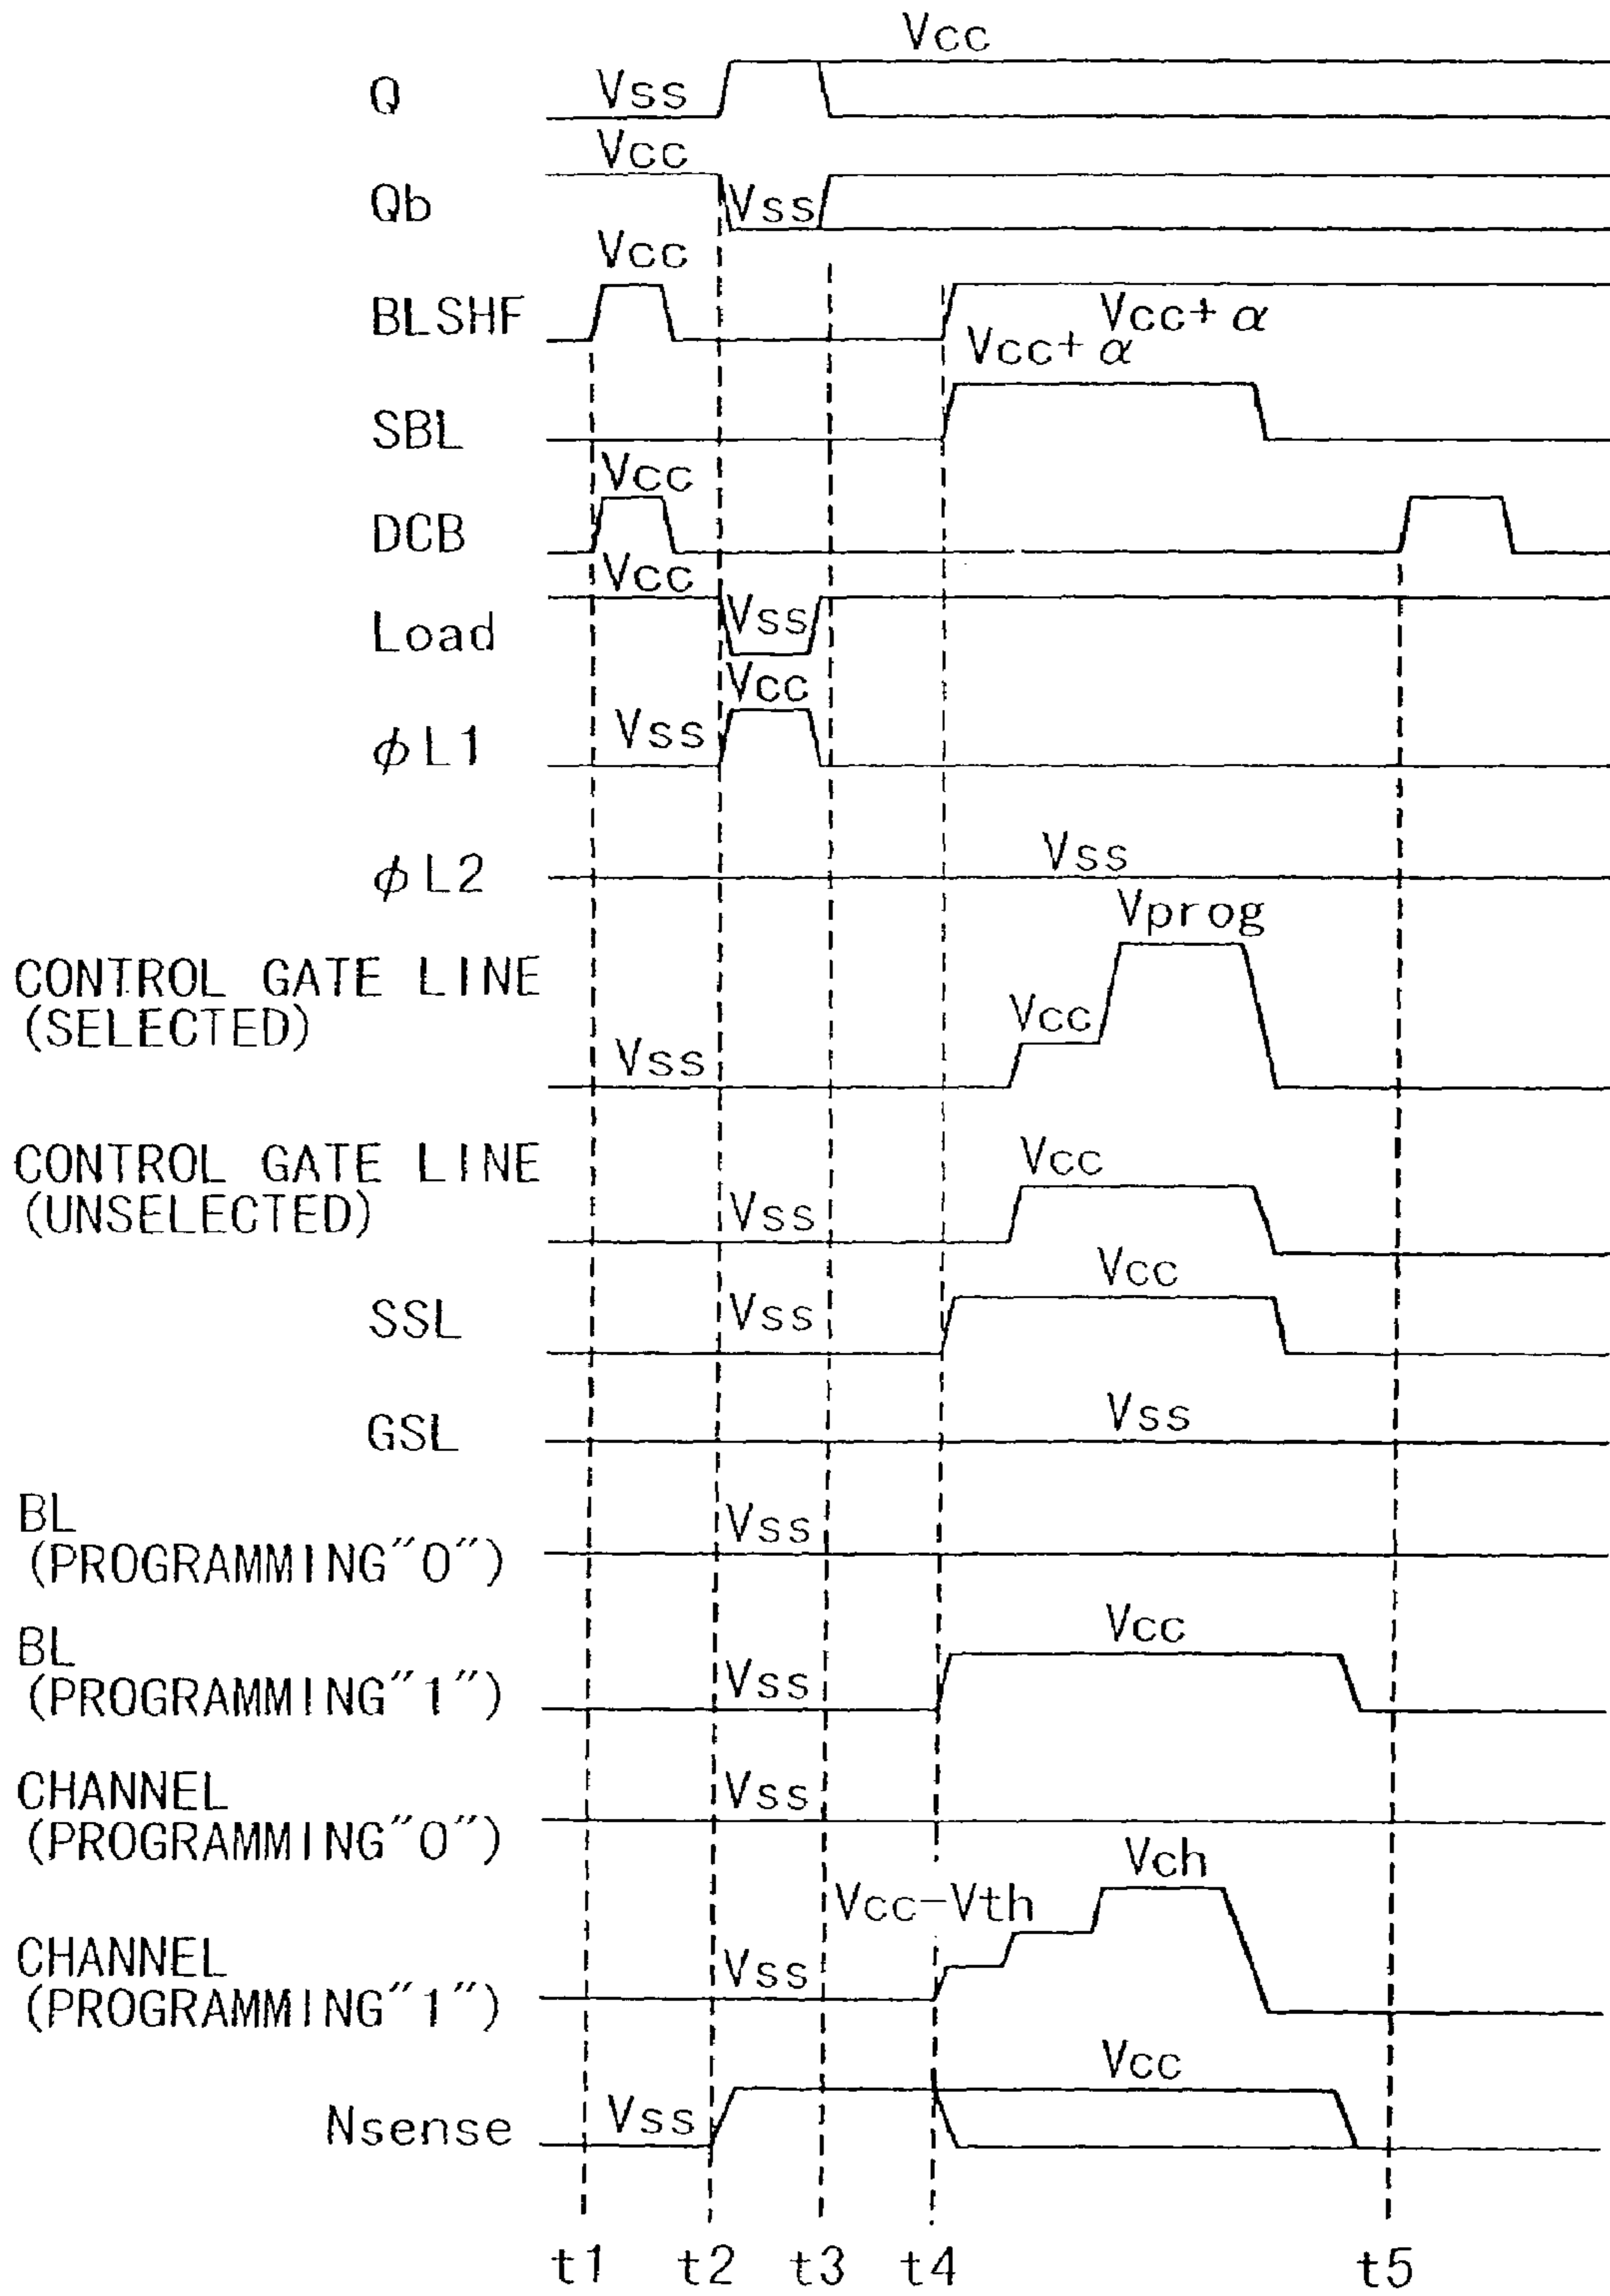 Vcc
Q Vss
Vcc
Qb Vss
Vcc
BLSHF Vcc+α
Vcc+α
SBL
Vcc
DCB
Vcc
Load Vss
Vcc
φL1 Vss
φL2 Vss
Vprog
CONTROL GATE LINE
(SELECTED) Vcc
Vss
CONTROL GATE LINE Vcc
(UNSELECTED) Vss
Vcc
SSL Vss
GSL Vss
BL Vss
(PROGRAMMING"0")
BL Vcc
(PROGRAMMING"1") Vss
CHANNEL Vss
(PROGRAMMING"0")
Vch
Vcc-Vth
CHANNEL Vss
(PROGRAMMING"1")
Vcc
Nsense Vss
t1 t2 t3 t4 t5